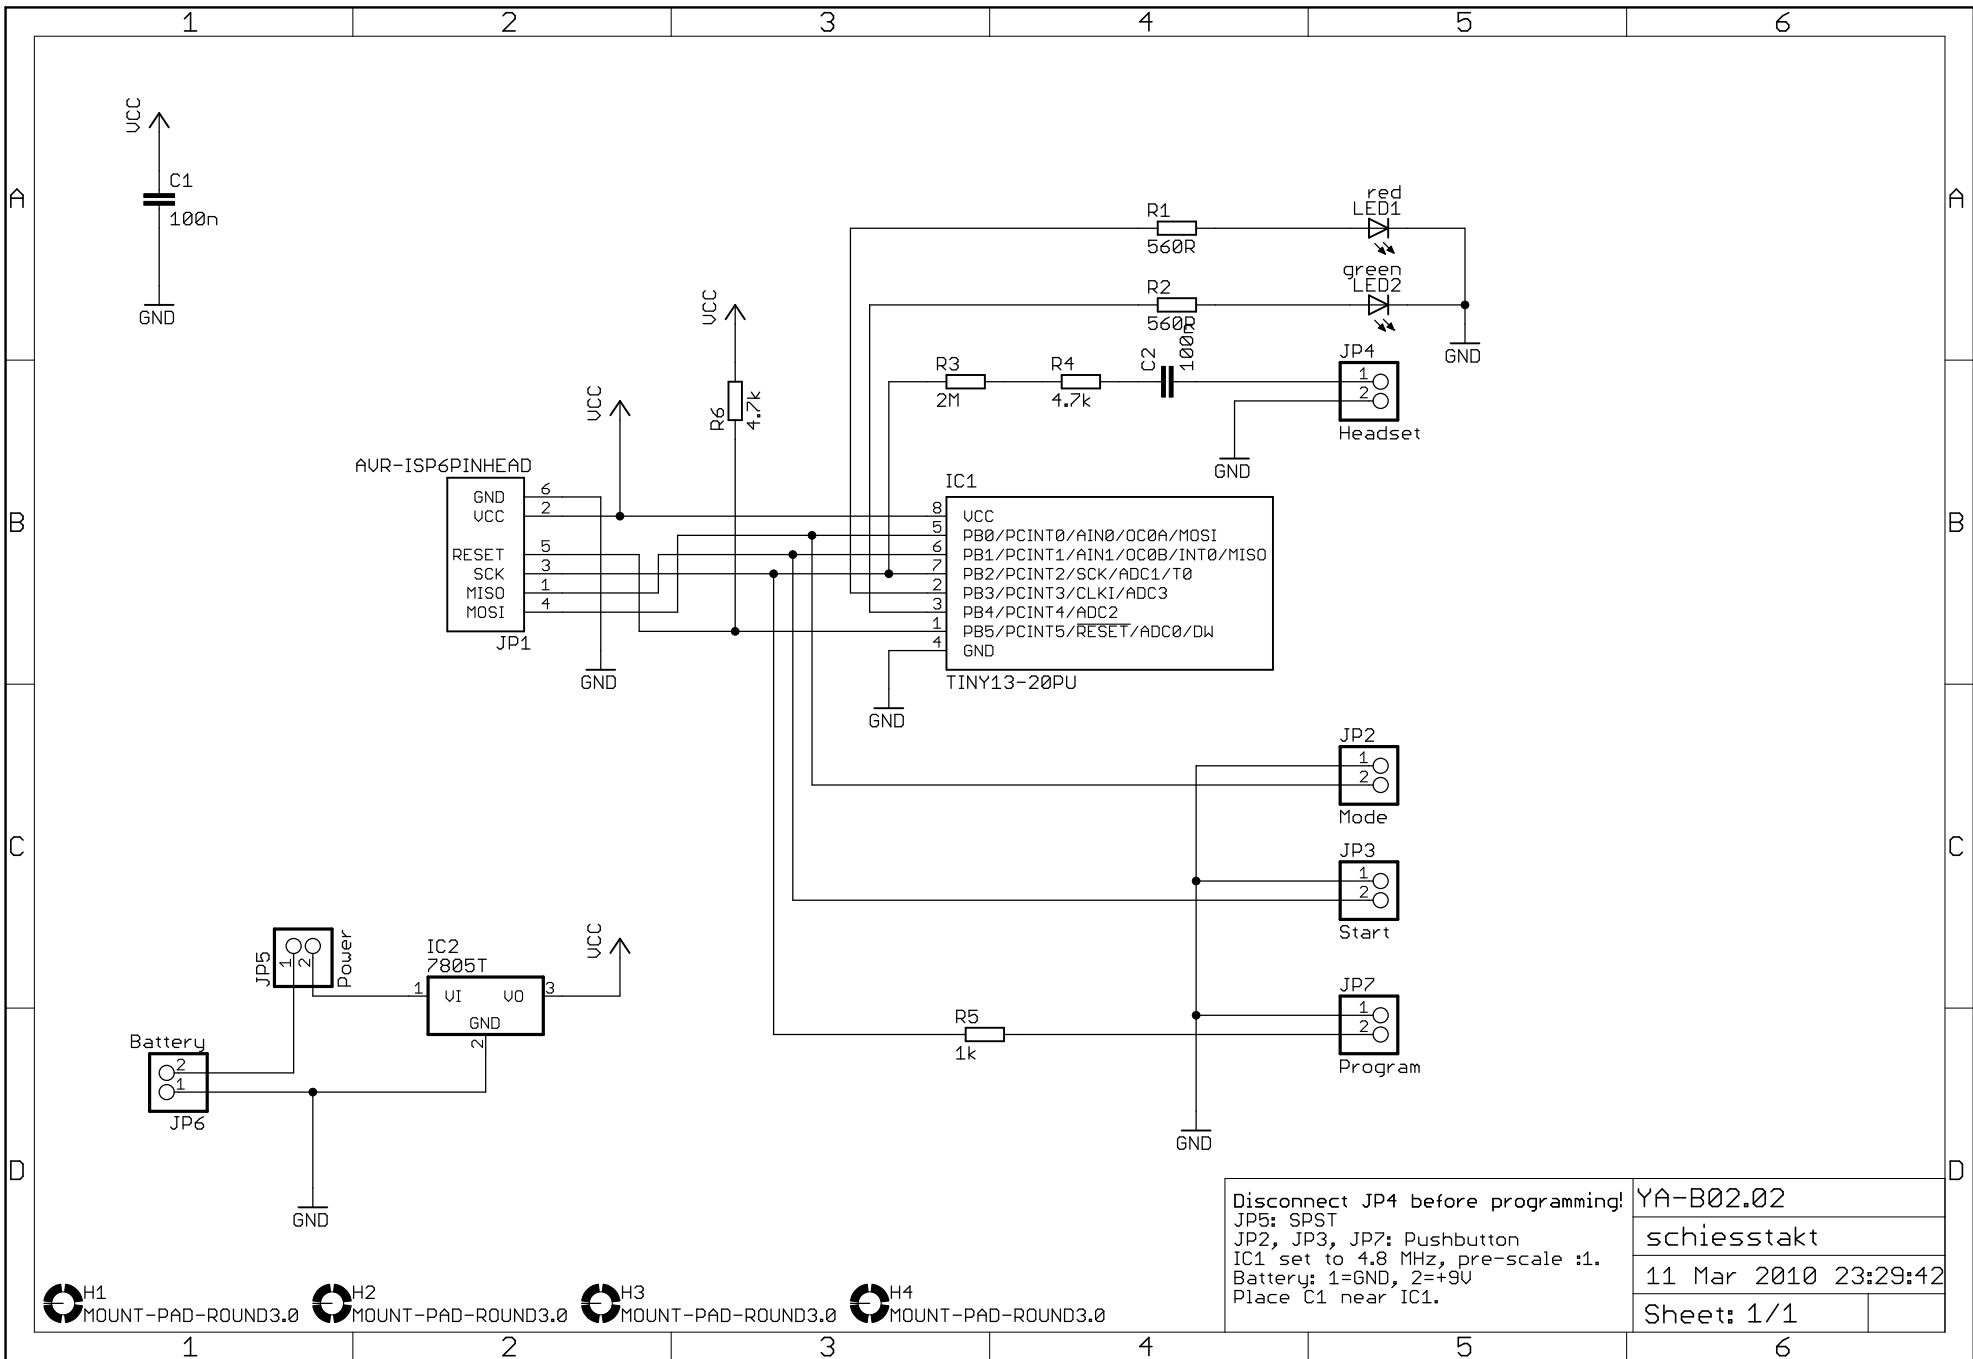 1 2 3 4 5 6
A A
VCC
C1
100n
GND
R1
560R
red
LED1
R2
560R
green
LED2
GND
VCC
R6
4.7k
R3
2M
R4
4.7k
C2
100n
JP4
1
2
Headset
GND
B B
VCC
AVR-ISP6PINHEAD
GND 6
VCC 2
RESET 5
SCK 3
MISO 1
MOSI 4
JP1
GND
IC1
8 VCC
5 PB0/PCINT0/AIN0/OC0A/MOSI
6 PB1/PCINT1/AIN1/OC0B/INT0/MISO
7 PB2/PCINT2/SCK/ADC1/T0
2 PB3/PCINT3/CLKI/ADC3
3 PB4/PCINT4/ADC2
1 PB5/PCINT5/RESET/ADC0/DW
4 GND
TINY13-20PU
GND
C C
JP2
1
2
Mode
JP3
1
2
Start
JP7
1
2
Program
R5
1k
GND
JP5
1
2
Power
IC2
7805T
1 VI VO 3
GND
2
VCC
Battery
2
1
JP6
GND
D D
Disconnect JP4 before programming!
JP5: SPST
JP2, JP3, JP7: Pushbutton
IC1 set to 4.8 MHz, pre-scale :1.
Battery: 1=GND, 2=+9V
Place C1 near IC1.
YA-B02.02
schiesstakt
11 Mar 2010 23:29:42
Sheet: 1/1
H1
MOUNT-PAD-ROUND3.0
H2
MOUNT-PAD-ROUND3.0
H3
MOUNT-PAD-ROUND3.0
H4
MOUNT-PAD-ROUND3.0
1 2 3 4 5 6